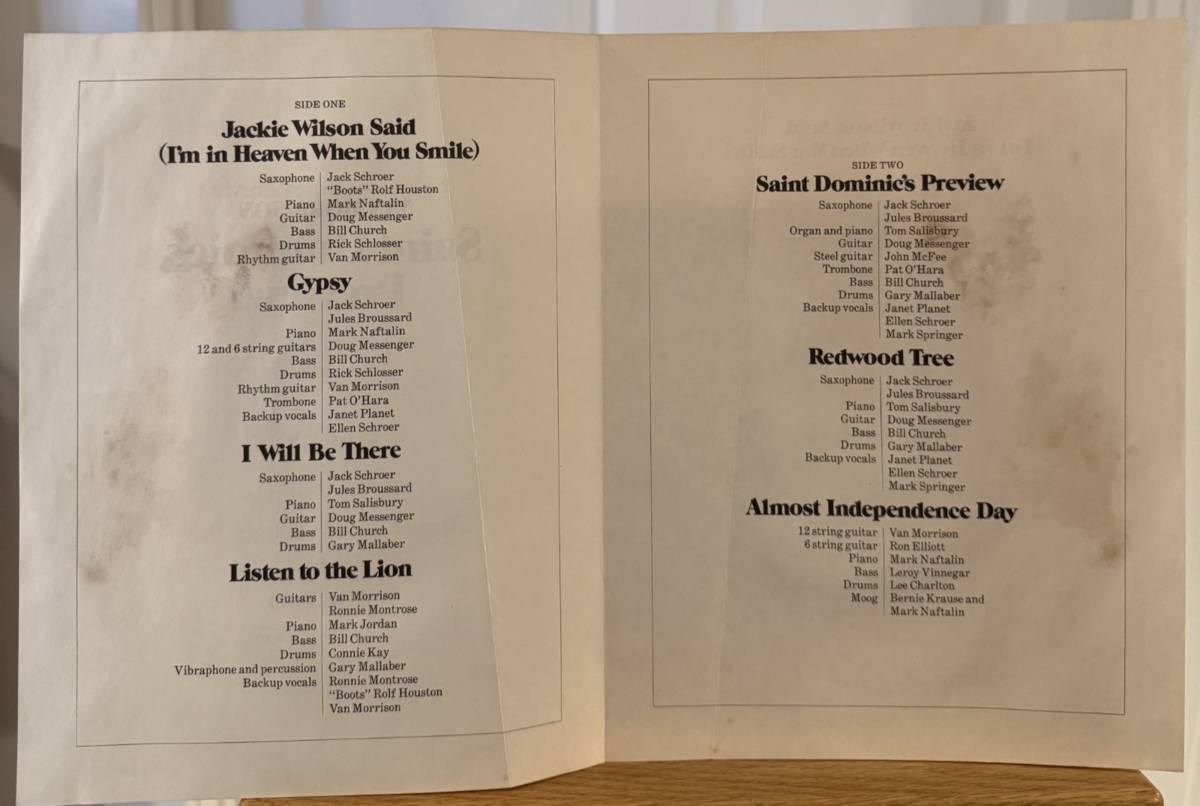 SIDE ONE
Jackie Wilson Said
(I'm in Heaven When You Smile)
Saxophone Jack Schroer
"Boots" Rolf Houston
Piano Mark Naftalin
Guitar Doug Messenger
Bass Bill Church
Drums Rick Schlosser
Rhythm guitar Van Morrison
Gypsy
Saxophone Jack Schroer
Jules Broussard
Piano Mark Naftalin
12 and 6 string guitars Doug Messenger
Bass Bill Church
Drums Rick Schlosser
Rhythm guitar Van Morrison
Trombone Pat O'Hara
Backup vocals Janet Planet
Ellen Schroer
I Will Be There
Saxophone Jack Schroer
Jules Broussard
Piano Tom Salisbury
Guitar Doug Messenger
Bass Bill Church
Drums Gary Mallaber
Listen to the Lion
Guitars Van Morrison
Ronnie Montrose
Piano Mark Jordan
Bass Bill Church
Drums Connie Kay
Vibraphone and percussion Gary Mallaber
Backup vocals Ronnie Montrose
"Boots" Rolf Houston
Van Morrison
SIDE TWO
Saint Dominic's Preview
Saxophone Jack Schroer
Jules Broussard
Organ and piano Tom Salisbury
Guitar Doug Messenger
Steel guitar John McFee
Trombone Pat O'Hara
Bass Bill Church
Drums Gary Mallaber
Backup vocals Janet Planet
Ellen Schroer
Mark Springer
Redwood Tree
Saxophone Jack Schroer
Jules Broussard
Piano Tom Salisbury
Guitar Doug Messenger
Bass Bill Church
Drums Gary Mallaber
Backup vocals Janet Planet
Ellen Schroer
Mark Springer
Almost Independence Day
12 string guitar Van Morrison
6 string guitar Ron Elliott
Piano Mark Naftalin
Bass Leroy Vinnegar
Drums Lee Charlton
Moog Bernie Krause and
Mark Naftalin